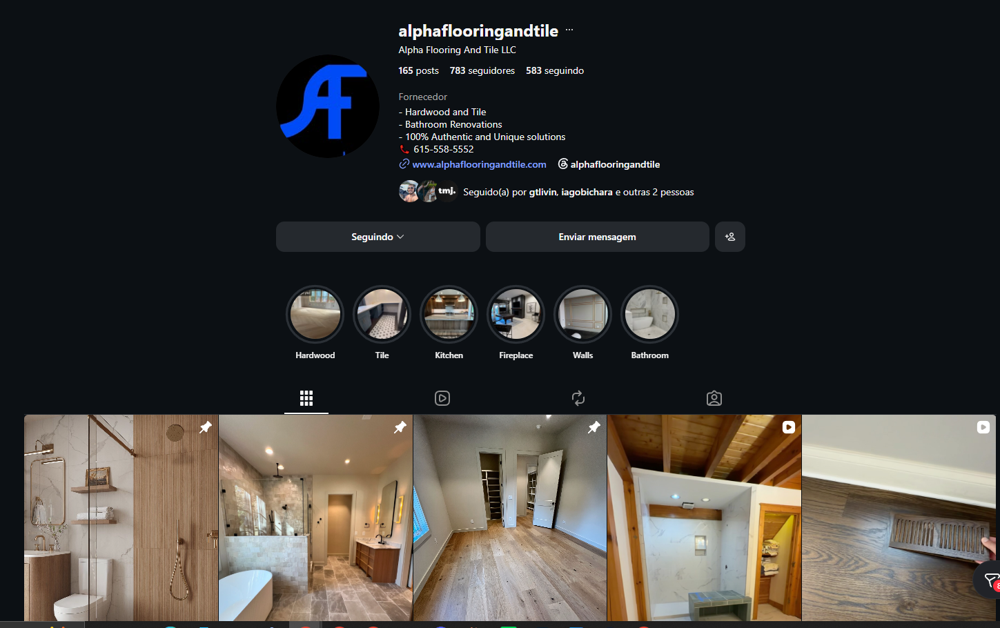 alphaflooringandtile ...
Alpha Flooring And Tile LLC
165 posts 783 seguidores 583 seguindo
Fornecedor
- Hardwood and Tile
- Bathroom Renovations
- 100% Authentic and Unique solutions
615-558-5552
www.alphaflooringandtile.com alphaflooringandtile
tmj. Seguido(a) por gtlivin, iagobichara e outras 2 pessoas
Seguindo Enviar mensagem
Hardwood Tile Kitchen Fireplace Walls Bathroom